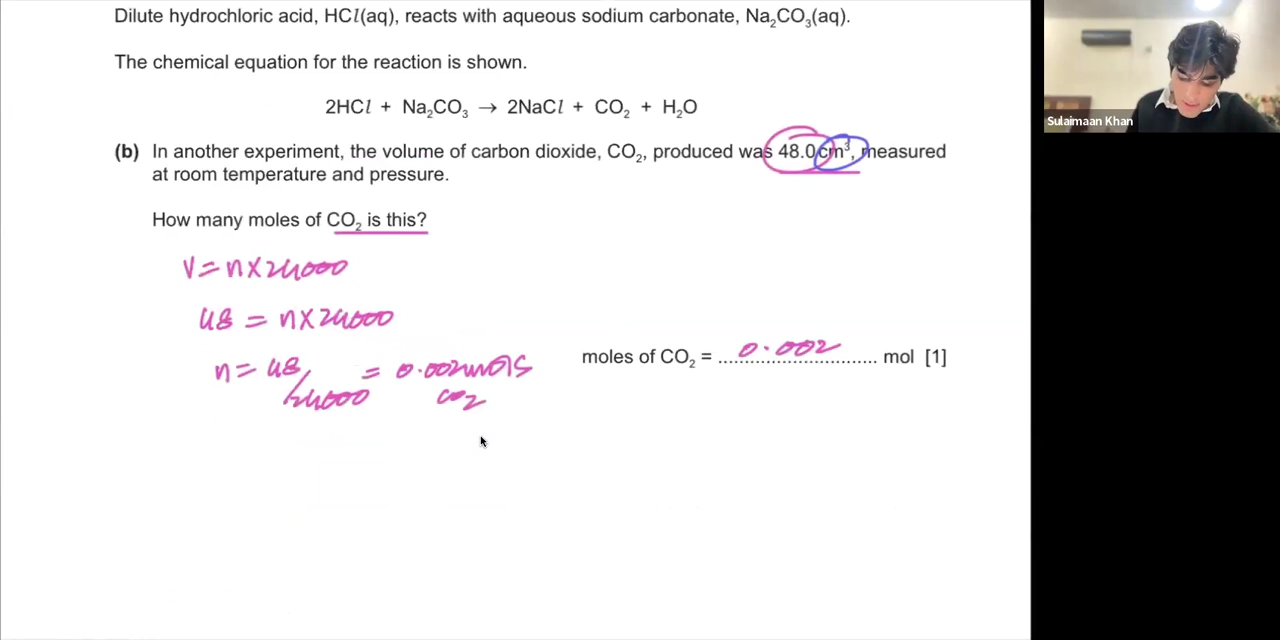 Dilute hydrochloric acid, HCl(aq), reacts with aqueous sodium carbonate, Na₂CO₃(aq).
The chemical equation for the reaction is shown.
2HCl + Na₂CO₃ → 2NaCl + CO₂ + H₂O
(b) In another experiment, the volume of carbon dioxide, CO₂, produced was 48.0 cm³, measured
at room temperature and pressure.
How many moles of CO₂ is this?
V = n X 24000
48 = n X 24000
n = 48/24000 = 0.002 mols CO2
moles of CO₂ = 0.002 mol [1]
Sulaimaan Khan